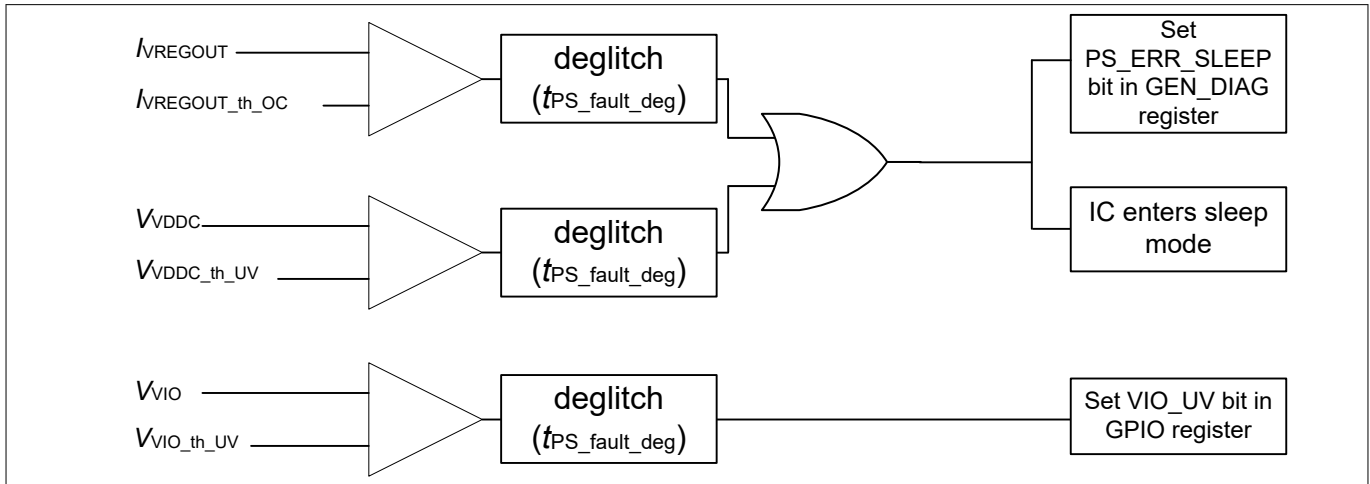 IVREGOUT
IVREGOUT_th_OC
deglitch
(tPS_fault_deg)
Set
PS_ERR_SLEEP
bit in GEN_DIAG
register
VVDDC
VVDDC_th_UV
deglitch
(tPS_fault_deg)
IC enters sleep
mode
VVIO
VVIO_th_UV
deglitch
(tPS_fault_deg)
Set VIO_UV bit in
GPIO register